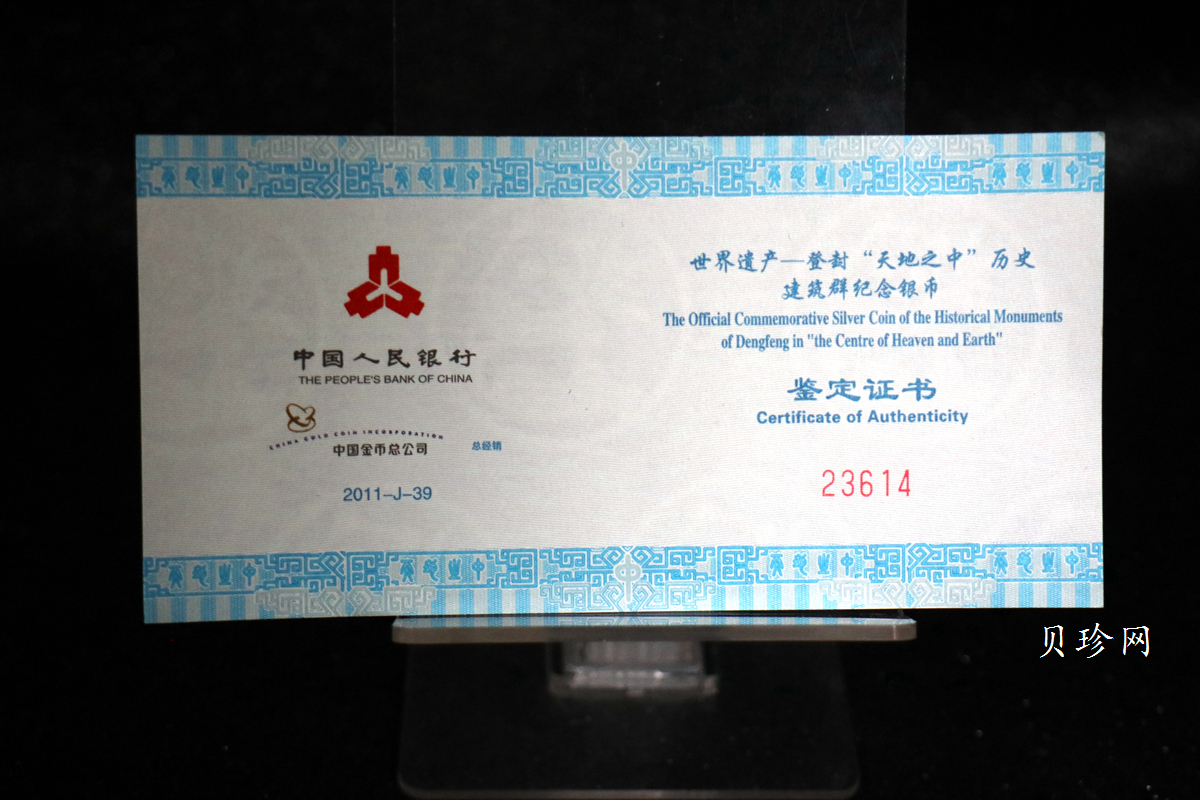 中国人民银行
THE PEOPLE'S BANK OF CHINA
CHINA GOLD COIN INCORPORATION
中国金币总公司
总经销
2011-J-39
世界遗产—登封“天地之中”历史
建筑群纪念银币
The Official Commemorative Silver Coin of the Historical Monuments
of Dengfeng in "the Centre of Heaven and Earth"
鉴定证书
Certificate of Authenticity
23614
贝珍网